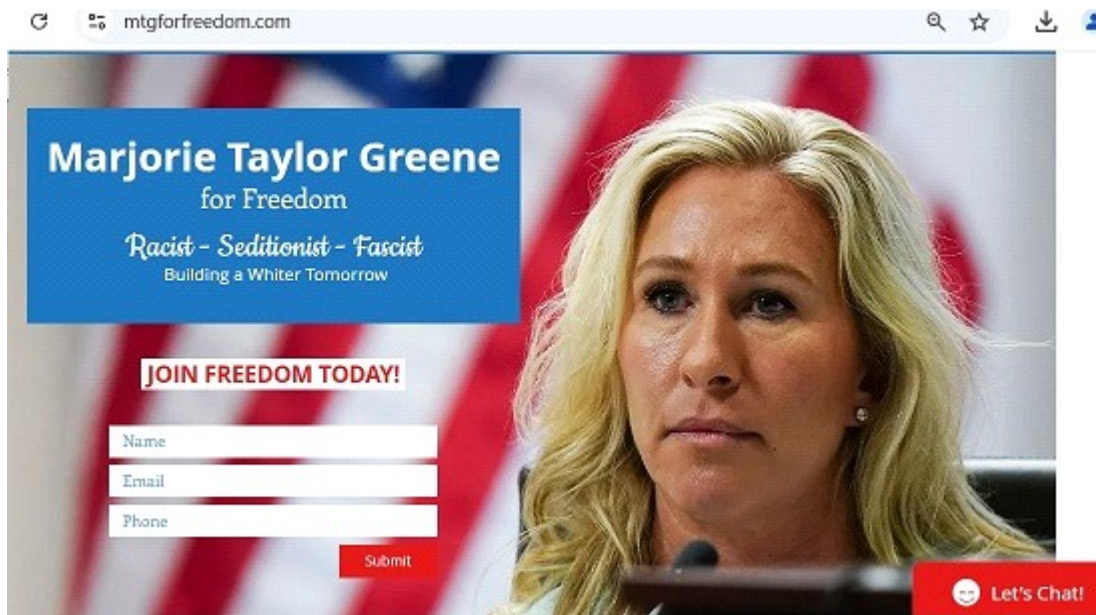 mtgforfreedom.com
Marjorie Taylor Greene
for Freedom
Racist - Seditionist - Fascist
Building a Whiter Tomorrow
JOIN FREEDOM TODAY!
Name
Email
Phone
Submit
Let's Chat!